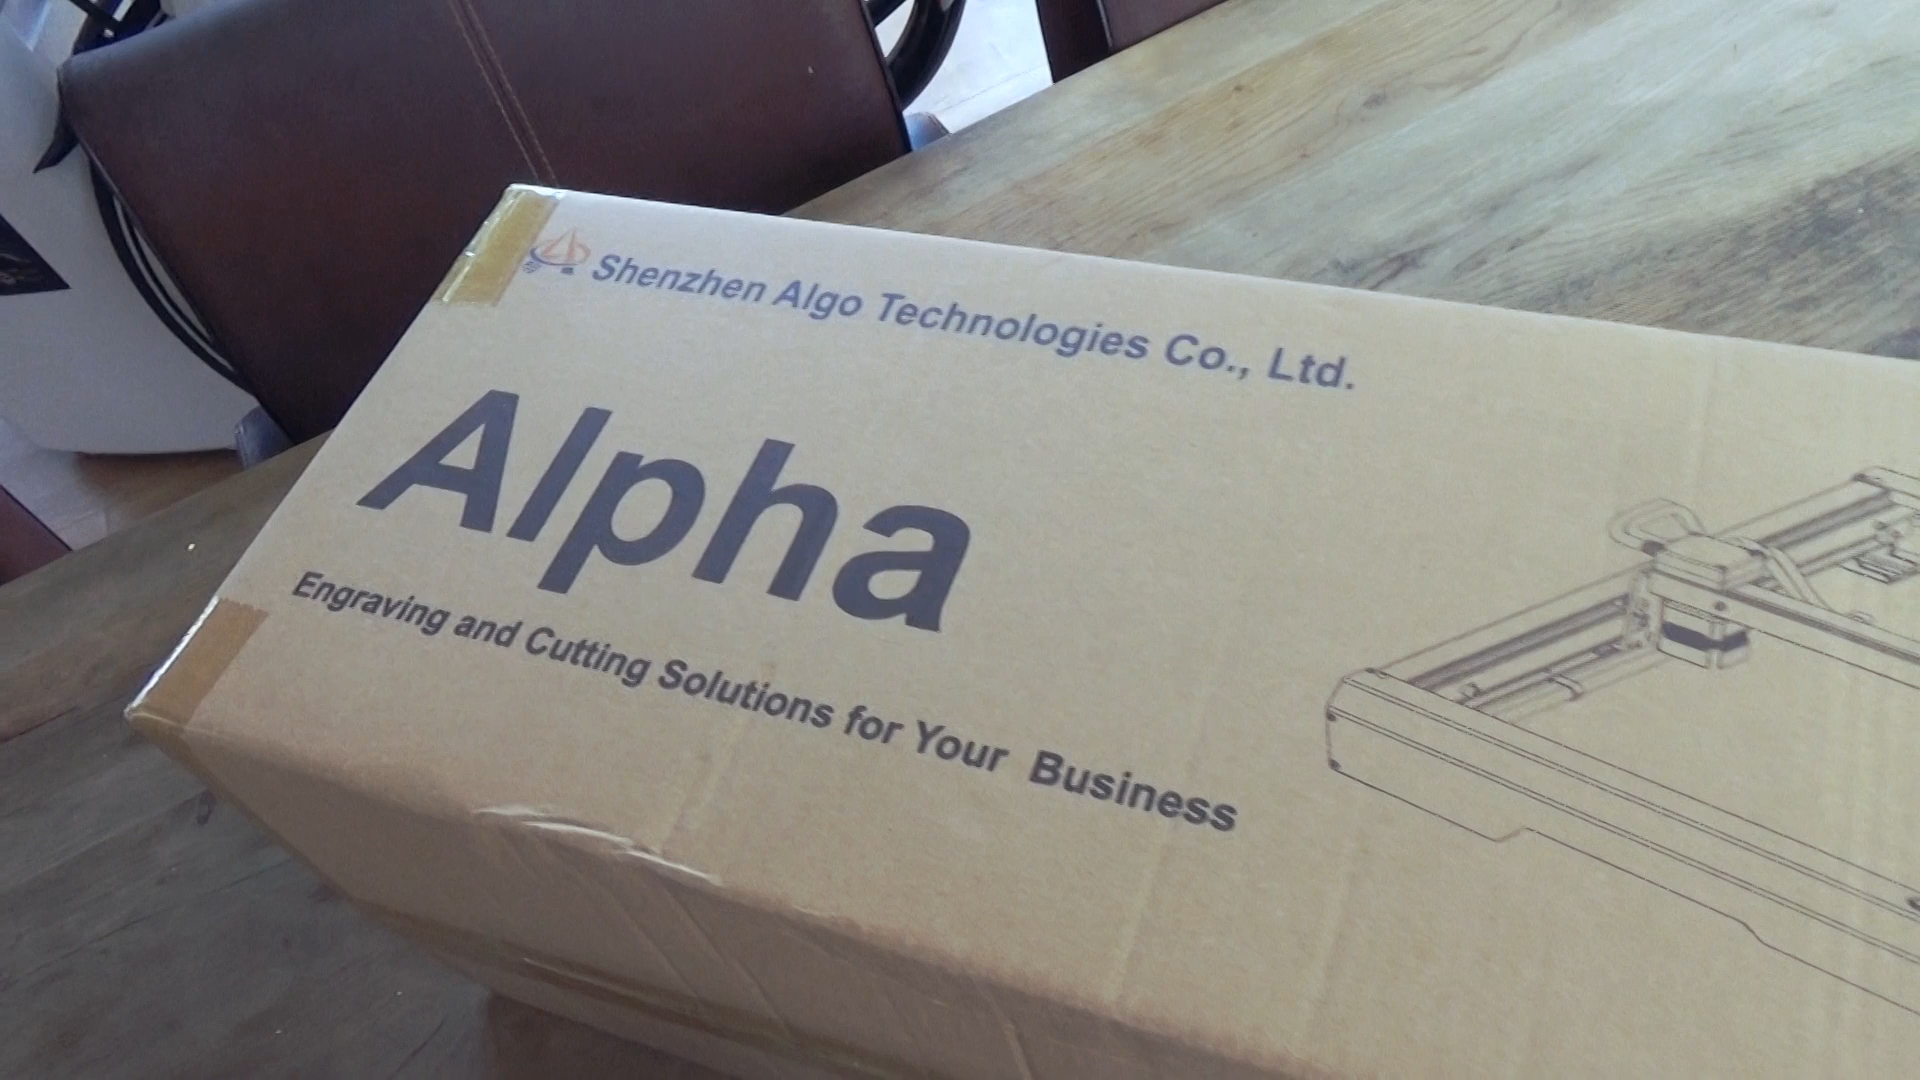 Shenzhen Algo Technologies Co., Ltd.
Alpha
Engraving and Cutting Solutions for Your Business